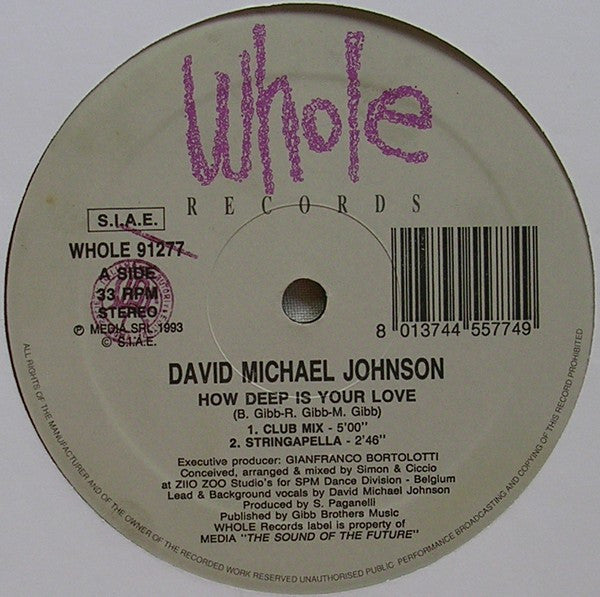 whole
RECORDS
S.I.A.E.
WHOLE 91277
A SIDE
33 RPM
STEREO
℗ MEDIA SRL 1993
© S.I.A.E.
8 013744 557749
DAVID MICHAEL JOHNSON
HOW DEEP IS YOUR LOVE
(B. Gibb-R. Gibb-M. Gibb)
1. CLUB MIX - 5'00"
2. STRINGAPELLA - 2'46"
Executive producer: GIANFRANCO BORTOLOTTI
Conceived, arranged & mixed by Simon & Ciccio
at ZIIO ZOO Studio's for SPM Dance Division - Belgium
Lead & Background vocals by David Michael Johnson
Produced by S. Paganelli
Published by Gibb Brothers Music
WHOLE Records label is property of
MEDIA "THE SOUND OF THE FUTURE"
ALL RIGHTS OF THE MANUFACTURER AND OF THE OWNER OF THE RECORDED WORK RESERVED UNAUTHORISED PUBLIC PERFORMANCE BROADCASTING AND COPYING OF THIS RECORD PROHIBITED